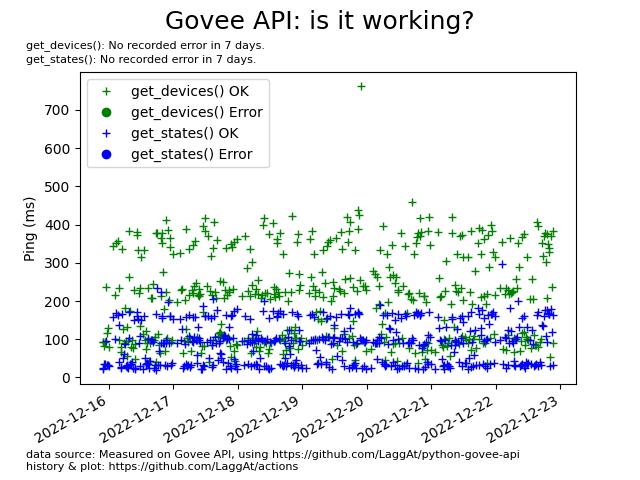 Govee API: is it working?
get_devices(): No recorded error in 7 days.
get_states(): No recorded error in 7 days.
get_devices() OK
get_devices() Error
get_states() OK
get_states() Error
Ping (ms)
700
600
500
400
300
200
100
0
2022-12-16
2022-12-17
2022-12-18
2022-12-19
2022-12-20
2022-12-21
2022-12-22
2022-12-23
data source: Measured on Govee API, using https://github.com/LaggAt/python-govee-api
history & plot: https://github.com/LaggAt/actions